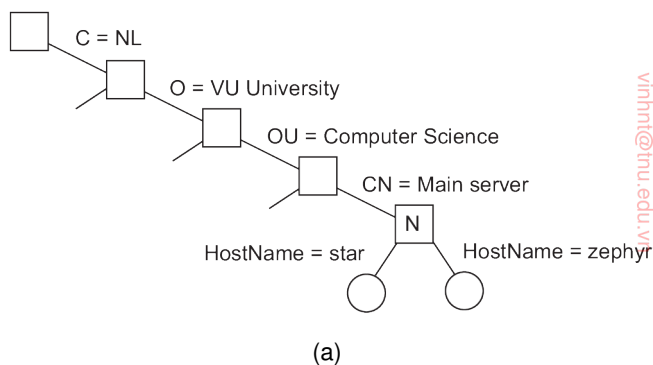 C = NL
O = VU University
OU = Computer Science
CN = Main server
N
HostName = star
HostName = zephyr
(a)
vinhnt@tnu.edu.vn